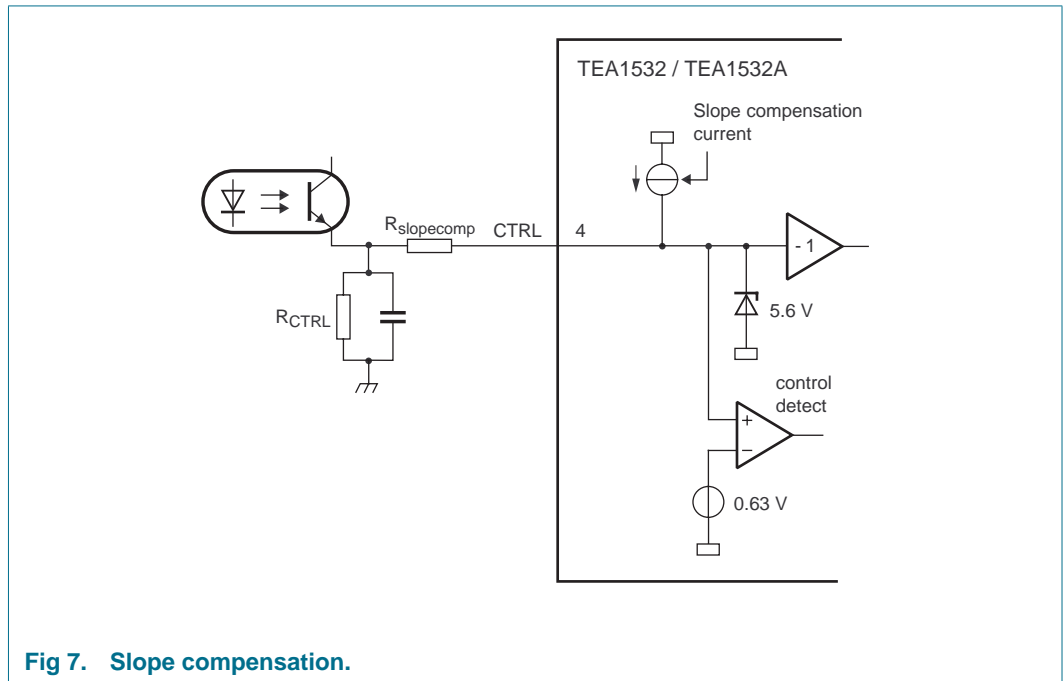 TEA1532 / TEA1532A
Slope compensation
current
Rslopecomp
CTRL
4
- 1
RCTRL
5.6 V
control
detect
+
−
0.63 V
Fig 7. Slope compensation.